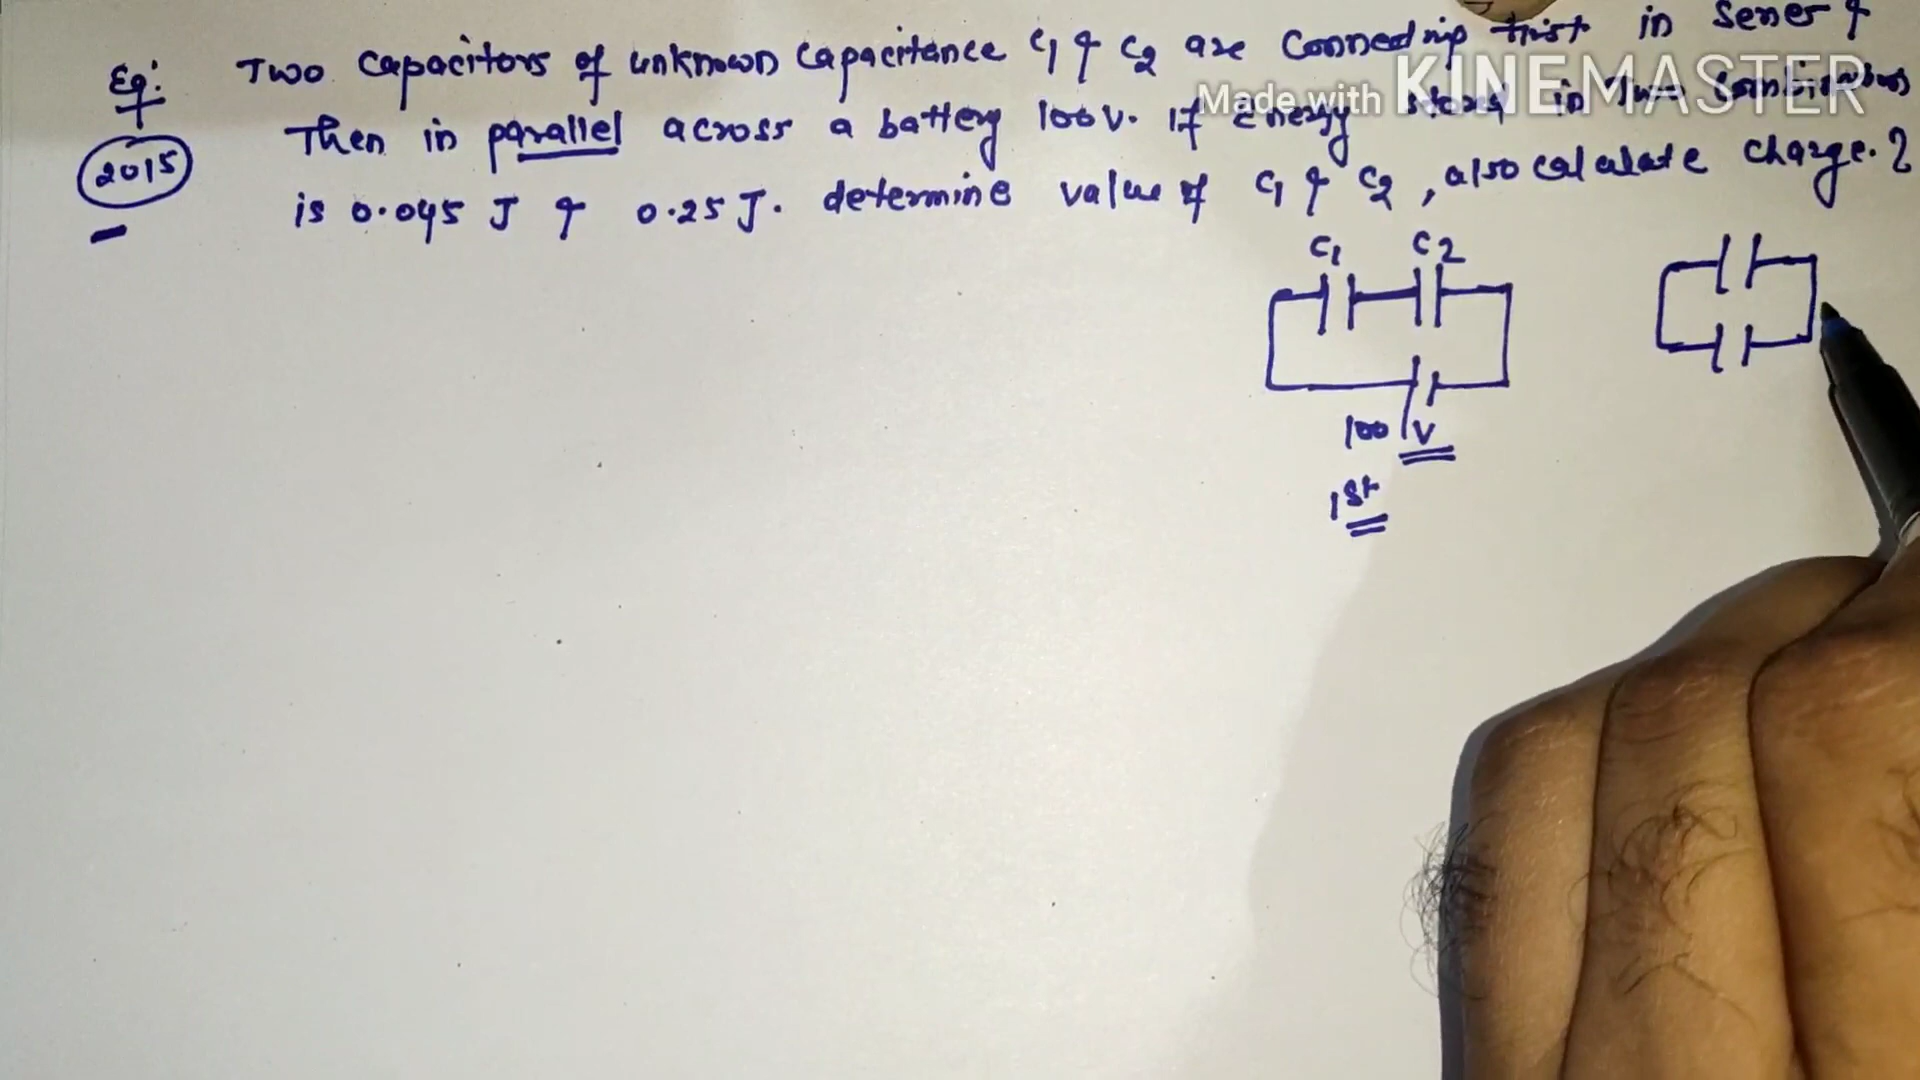 Eg: Two capacitors of unknown capacitance C1 & C2 are connecting first in Series &
Then in parallel across a battery 100V. If Energy stored in Two combinations
2015
is 0.045 J & 0.25 J. determine value of C1 & C2, also calculate charge.?
Made with KINEMASTER
C1 C2
100 V
1st